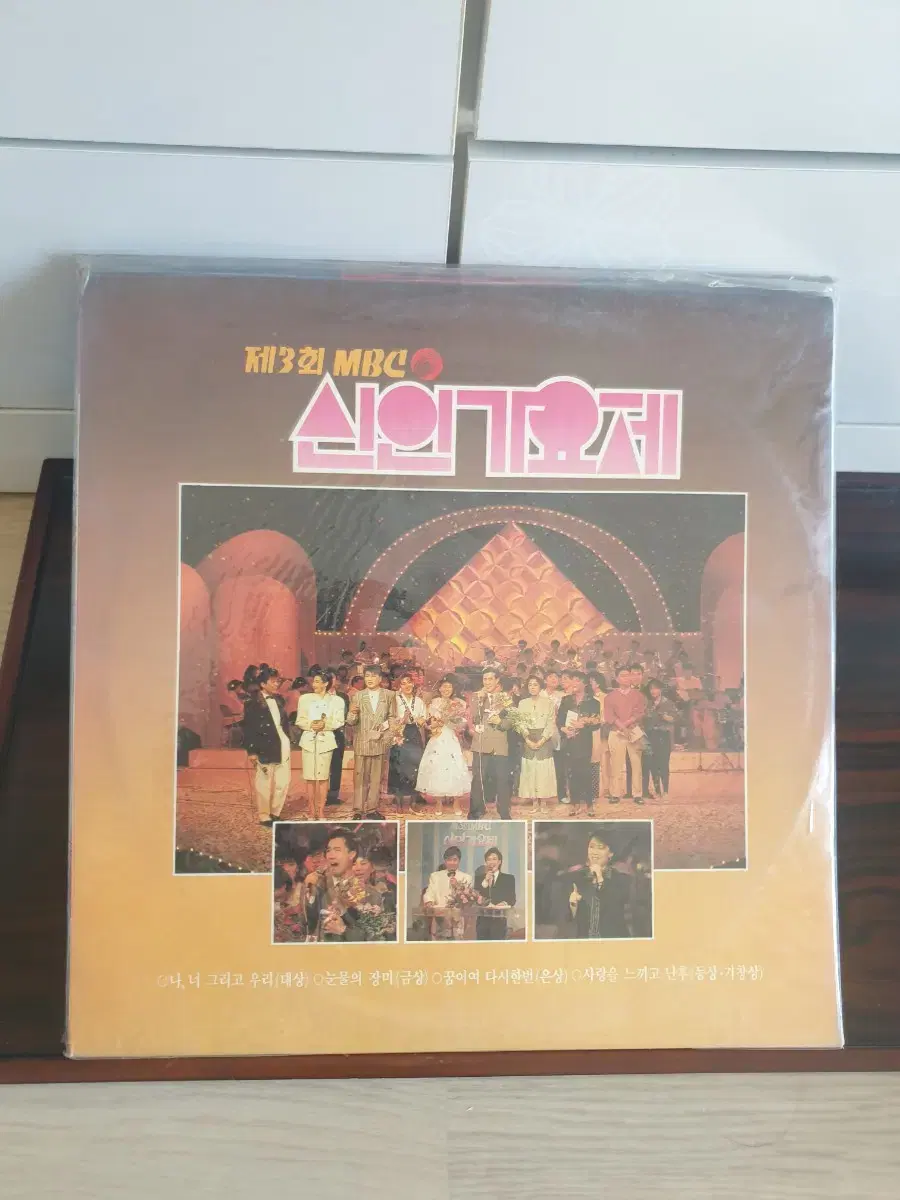 제3회 MBC
신인가요제
○나, 너 그리고 우리(대상) ○눈물의 장미(금상) ○꿈이여 다시한번(은상) ○사랑을 느끼고 난후(동상·가창상)